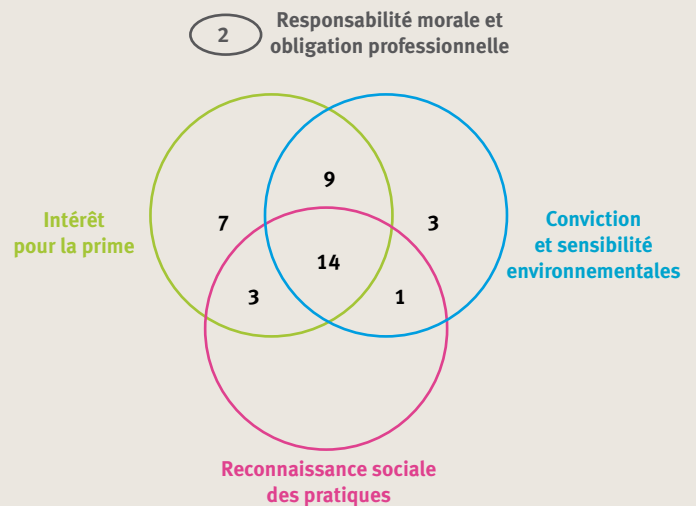 2
Responsabilité morale et
obligation professionnelle
9
7
3
Intérêt
pour la prime
Conviction
et sensibilité
environnementales
14
3
1
Reconnaissance sociale
des pratiques